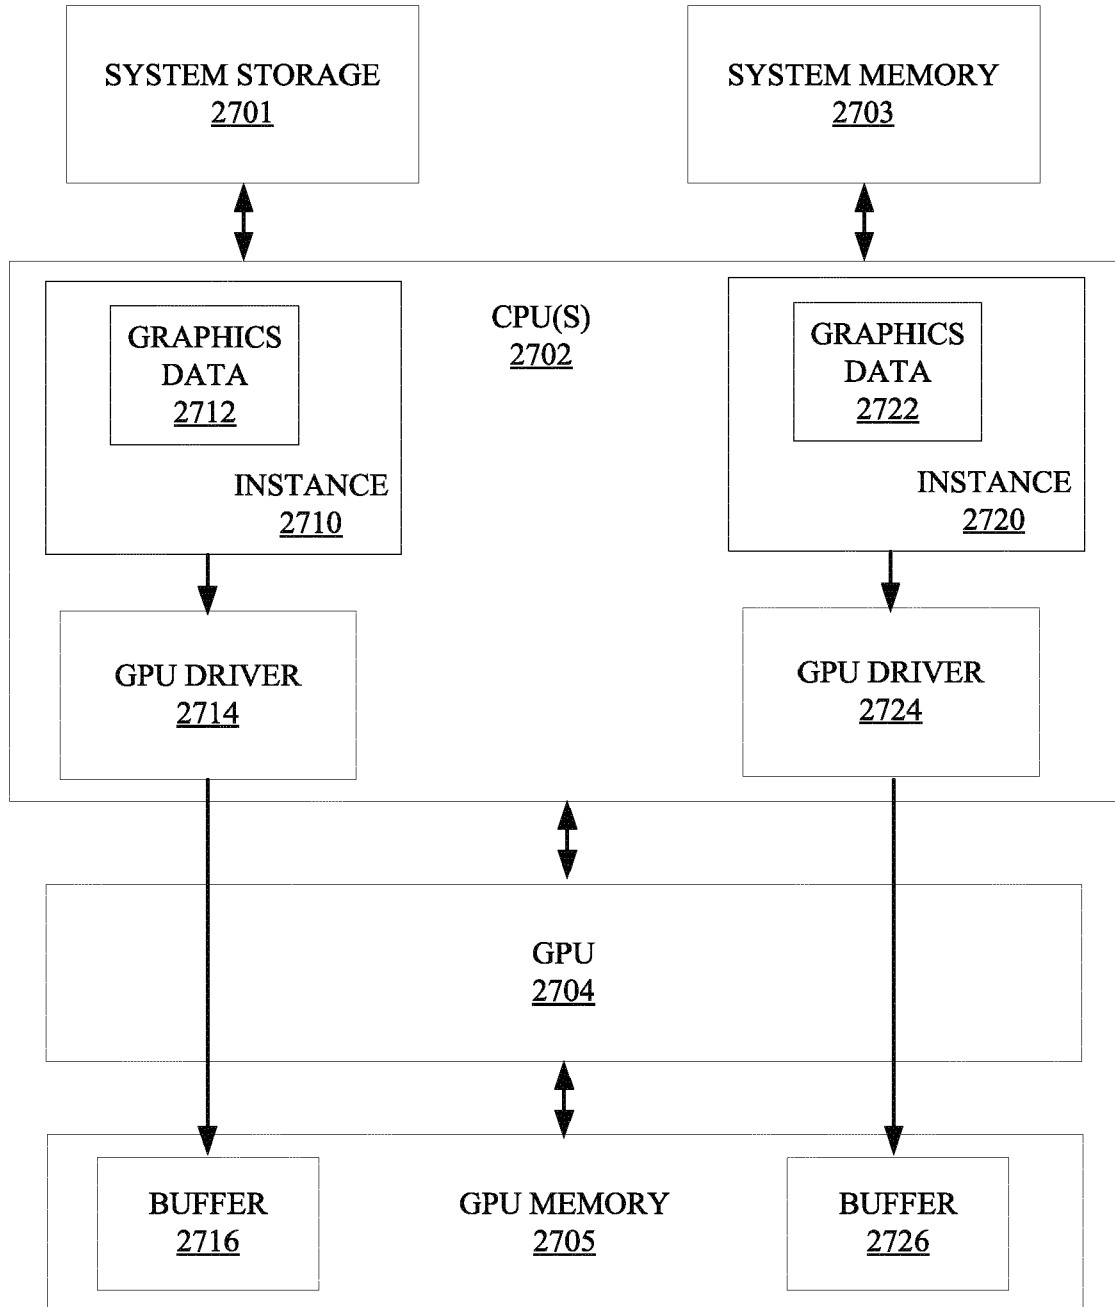 SYSTEM STORAGE
2701
SYSTEM MEMORY
2703
CPU(S)
2702
GRAPHICS
DATA
2712
INSTANCE
2710
GRAPHICS
DATA
2722
INSTANCE
2720
GPU DRIVER
2714
GPU DRIVER
2724
GPU
2704
BUFFER
2716
GPU MEMORY
2705
BUFFER
2726